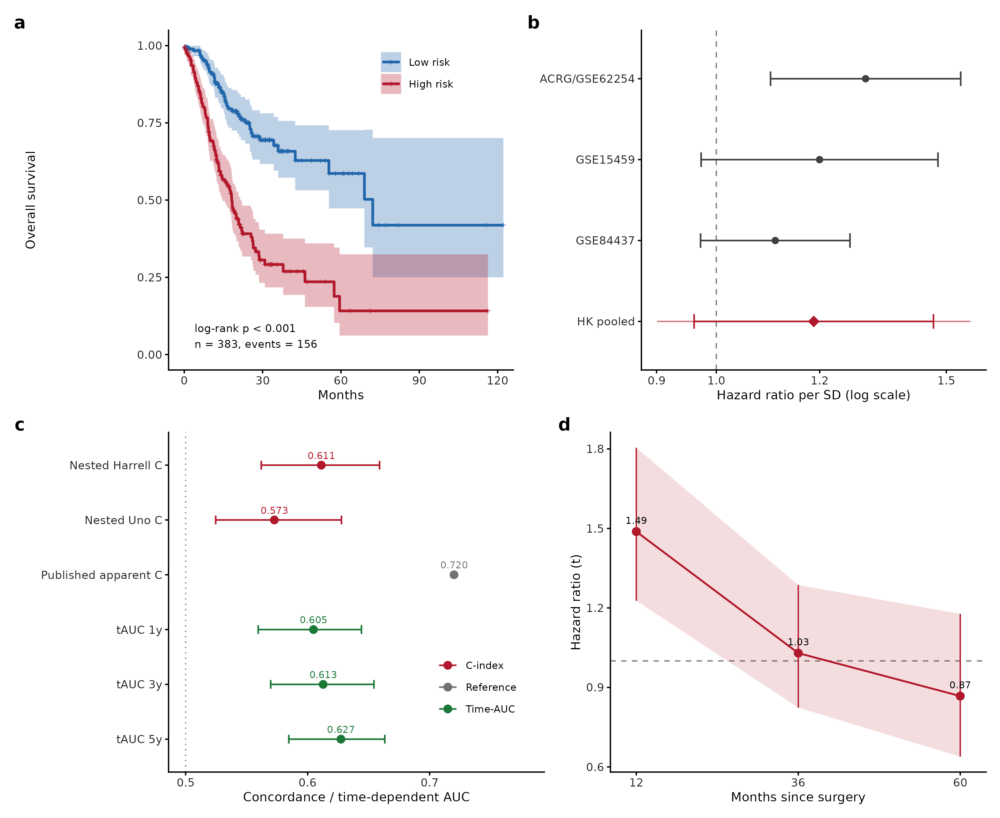 a
1.00
0.75
0.50
0.25
0.00
Overall survival
Low risk
High risk
log-rank p < 0.001
n = 383, events = 156
0 30 60 90 120
Months
b
ACRG/GSE62254
GSE15459
GSE84437
HK pooled
0.9 1.0 1.2 1.5
Hazard ratio per SD (log scale)
c
Nested Harrell C
0.611
Nested Uno C
0.573
Published apparent C
0.720
tAUC 1y
0.605
tAUC 3y
0.613
tAUC 5y
0.627
C-index
Reference
Time-AUC
0.5 0.6 0.7
Concordance / time-dependent AUC
d
1.8
1.5
1.2
0.9
0.6
Hazard ratio (t)
1.49
1.03
0.87
12 36 60
Months since surgery